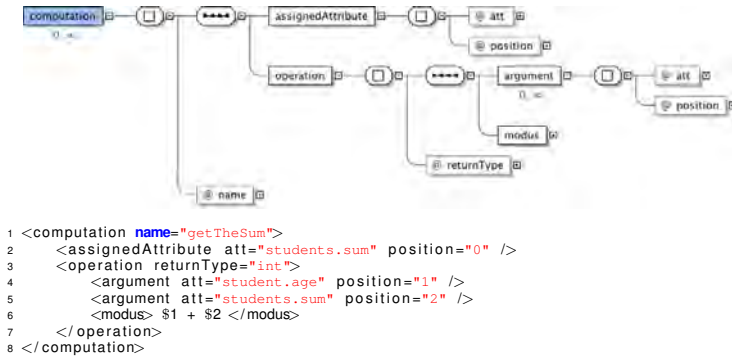 computation
assignedAttribute
@ att
@ position
operation
argument
@ att
0..∞
@ position
modus
@ returnType
@ name
0..∞
1 <computation name="getTheSum">
2 <assignedAttribute att="students.sum" position="0" />
3 <operation returnType="int">
4 <argument att="student.age" position="1" />
5 <argument att="students.sum" position="2" />
6 <modus> $1 + $2 </modus>
7 </operation>
8 </computation>